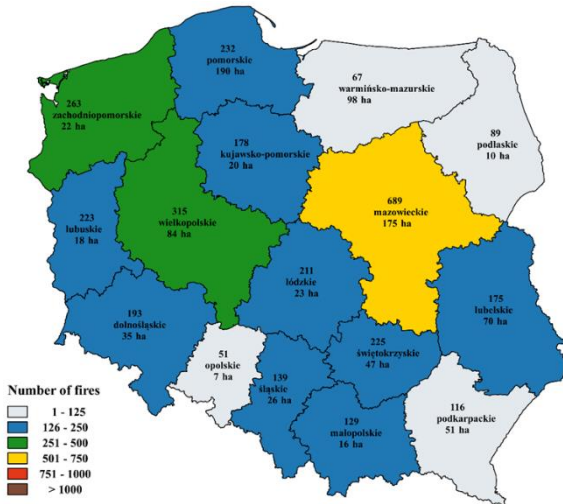 232
pomorskie
190 ha
67
warmińsko-mazurskie
98 ha
263
zachodniopomorskie
22 ha
89
podlaskie
10 ha
178
kujawsko-pomorskie
20 ha
689
mazowieckie
175 ha
315
wielkopolskie
84 ha
223
lubuskie
18 ha
211
łódzkie
23 ha
175
lubelskie
70 ha
193
dolnośląskie
35 ha
225
świętokrzyskie
47 ha
51
opolskie
7 ha
139
śląskie
26 ha
129
małopolskie
16 ha
116
podkarpackie
51 ha
Number of fires
1 - 125
126 - 250
251 - 500
501 - 750
751 - 1000
> 1000